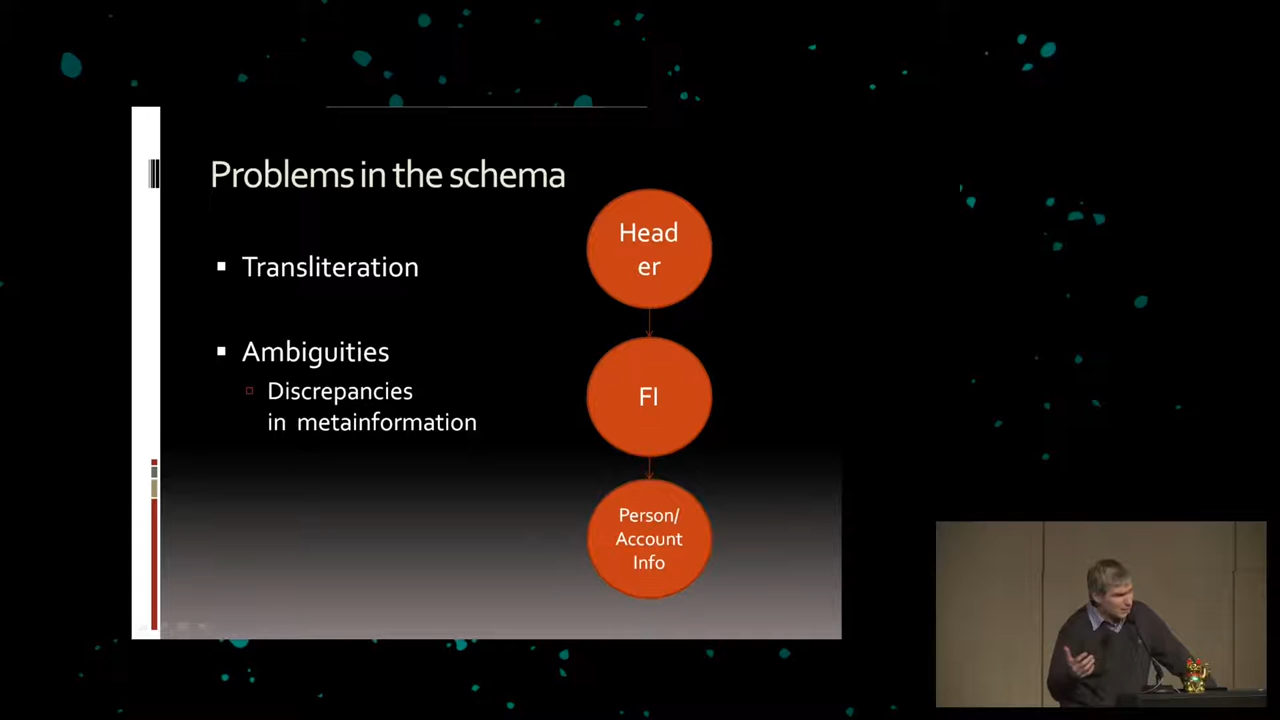 Problems in the schema
Transliteration
Ambiguities
Discrepancies
in metainformation
Head
er
FI
Person/
Account
Info